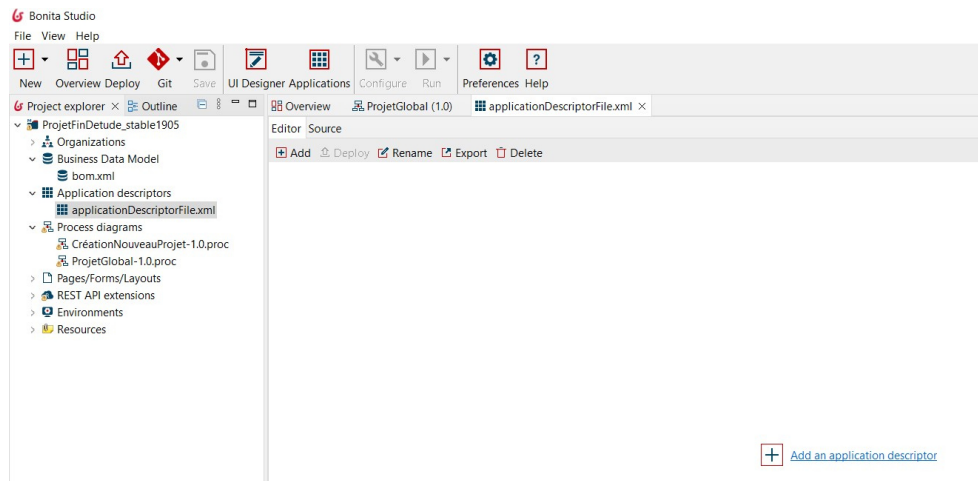 Bonita Studio
File View Help
New Overview Deploy Git Save UI Designer Applications Configure Run Preferences Help
Project explorer Outline Overview ProjetGlobal (1.0) applicationDescriptorFile.xml
ProjetFinDetude_stable1905 Editor Source
Organizations
Business Data Model Add Deploy Rename Export Delete
bom.xml
Application descriptors
applicationDescriptorFile.xml
Process diagrams
CréationNouveauProjet-1.0.proc
ProjetGlobal-1.0.proc
Pages/Forms/Layouts
REST API extensions
Environments
Resources
Add an application descriptor